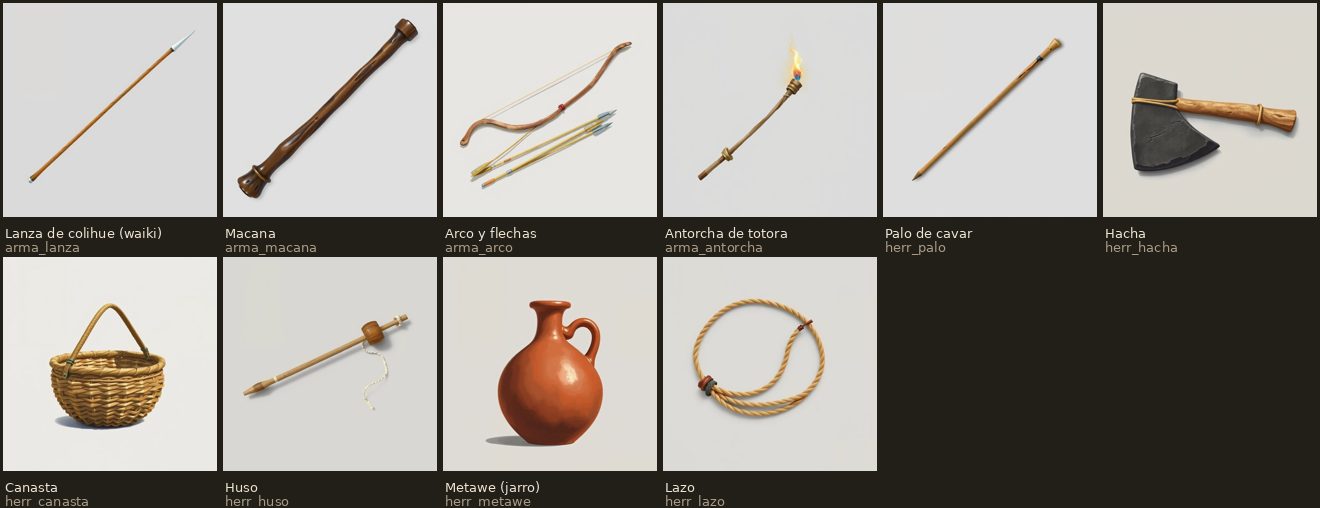 Lanza de colihue (waiki)
arma_lanza
Macana
arma_macana
Arco y flechas
arma_arco
Antorcha de totora
arma_antorcha
Palo de cavar
herr_palo
Hacha
herr_hacha
Canasta
herr_canasta
Huso
herr_huso
Metawe (jarro)
herr_metawe
Lazo
herr_lazo